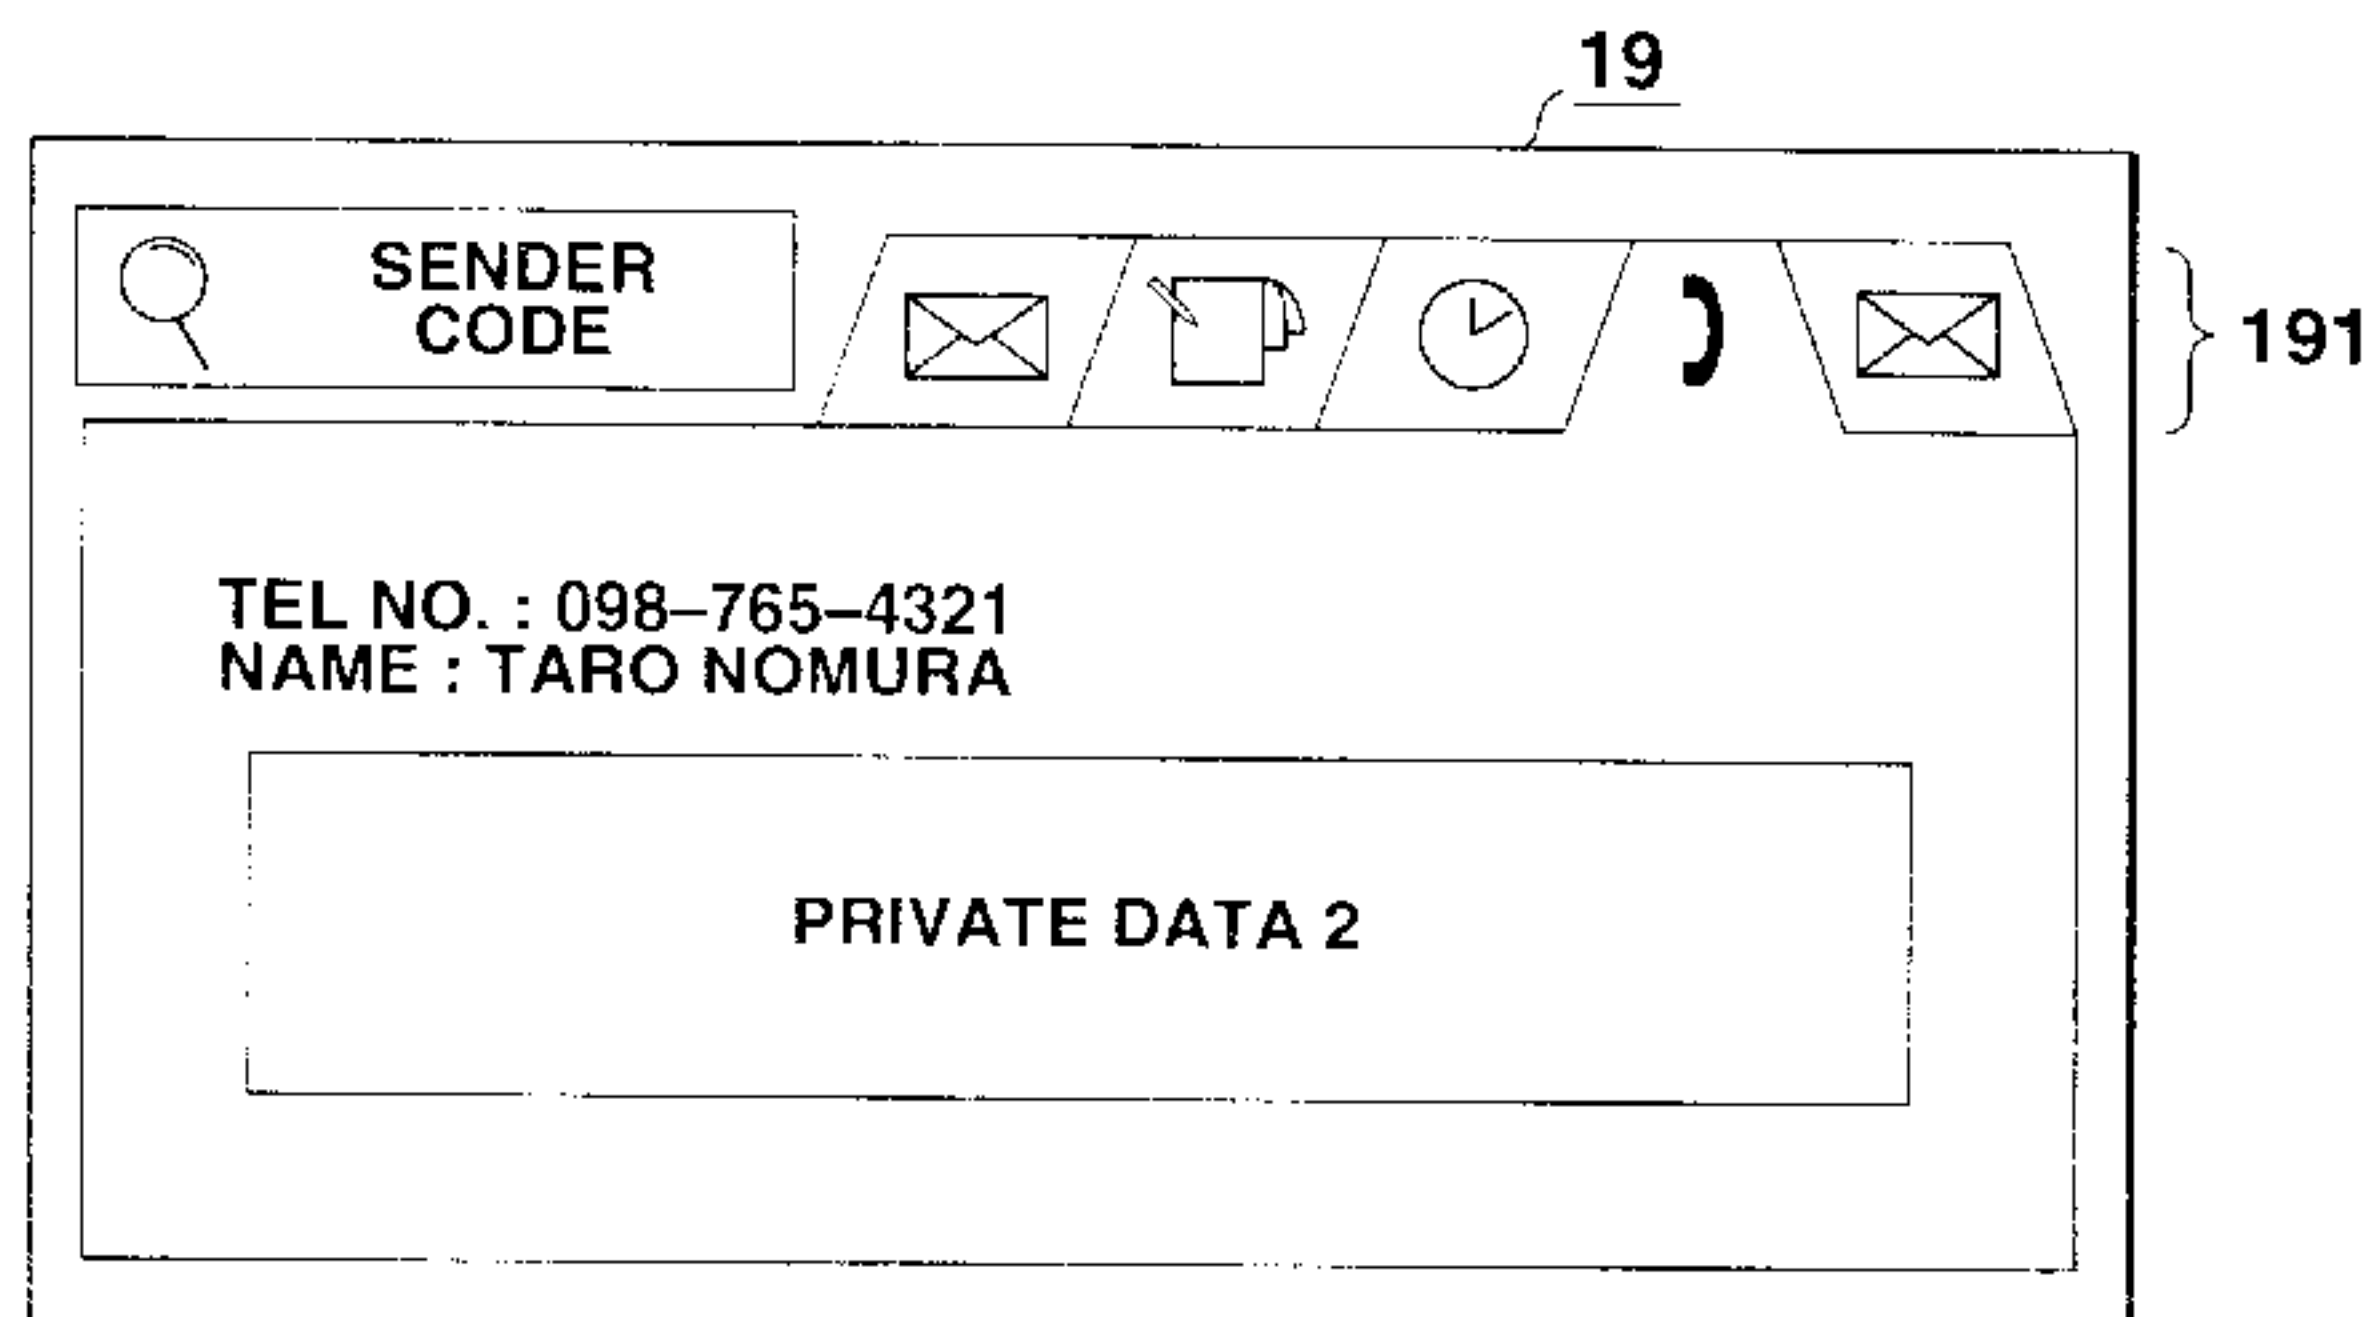 19
SENDER
CODE
191
TEL NO. : 098–765–4321
NAME : TARO NOMURA
PRIVATE DATA 2